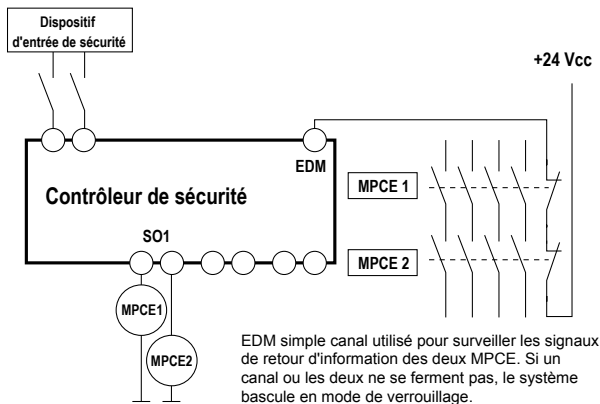 Dispositif
d'entrée de sécurité
+24 Vcc
EDM
Contrôleur de sécurité
MPCE 1
SO1
MPCE 2
MPCE1
MPCE2
EDM simple canal utilisé pour surveiller les signaux
de retour d'information des deux MPCE. Si un
canal ou les deux ne se ferment pas, le système
bascule en mode de verrouillage.